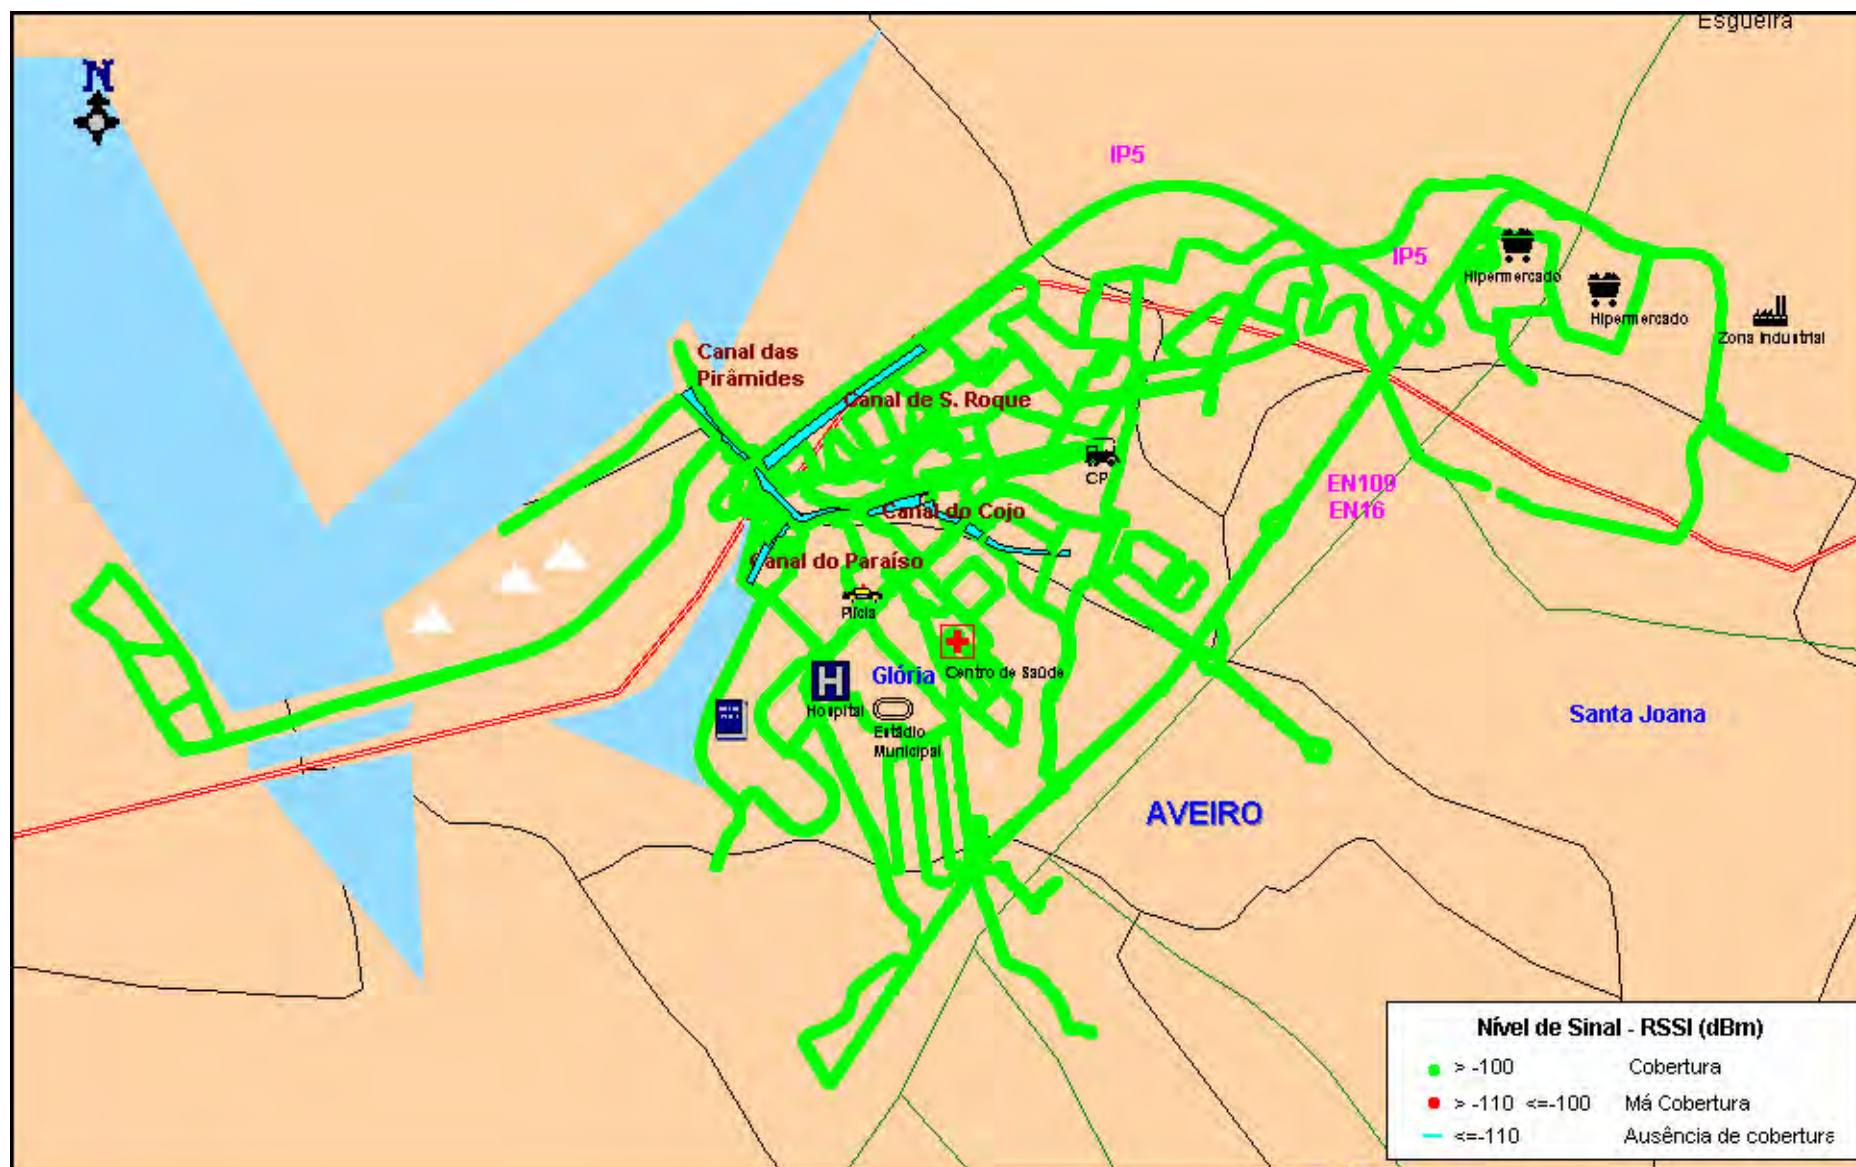 Esgueira
N
IP5
IP5
Hipermercado
Hipermercado
Zona Industrial
Canal das
Pirâmides
Canal de S. Roque
CP
EN109
EN16
Canal do Cojo
Canal do Paraíso
Plícia
Glória
Centro de Saúde
Hospital
Estádio
Municipal
Santa Joana
AVEIRO
Nível de Sinal - RSSI (dBm)
> -100 Cobertura
> -110 <=-100 Má Cobertura
<=-110 Ausência de cobertura